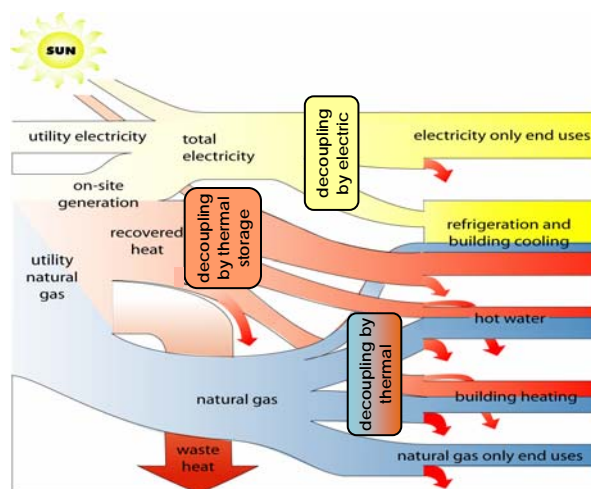 SUN
utility electricity
total
electricity
decoupling
by electric
electricity only end uses
on-site
generation
recovered
heat
decoupling
by thermal
storage
refrigeration and
building cooling
utility
natural
gas
hot water
decoupling by
thermal
natural gas
building heating
waste
heat
natural gas only end uses